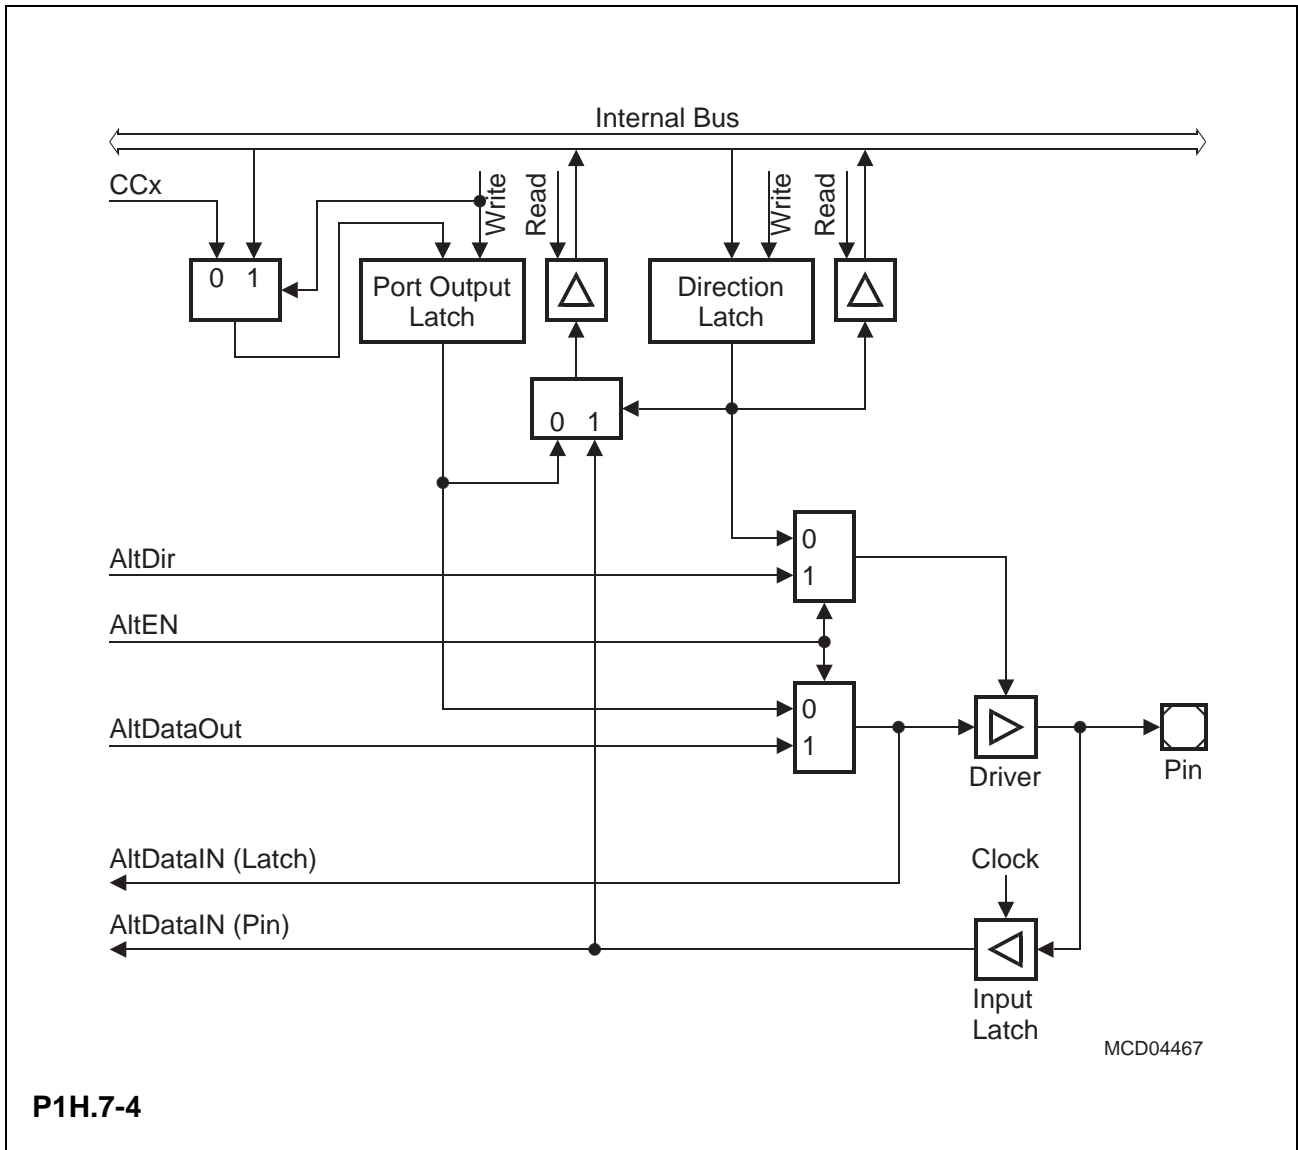 Internal Bus
CCx
Write
Read
Write
Read
0 1
Port Output
Latch
Direction
Latch
0 1
AltDir
0
1
AltEN
AltDataOut
0
1
Driver
Pin
AltDataIN (Latch)
Clock
AltDataIN (Pin)
Input
Latch
MCD04467
P1H.7-4